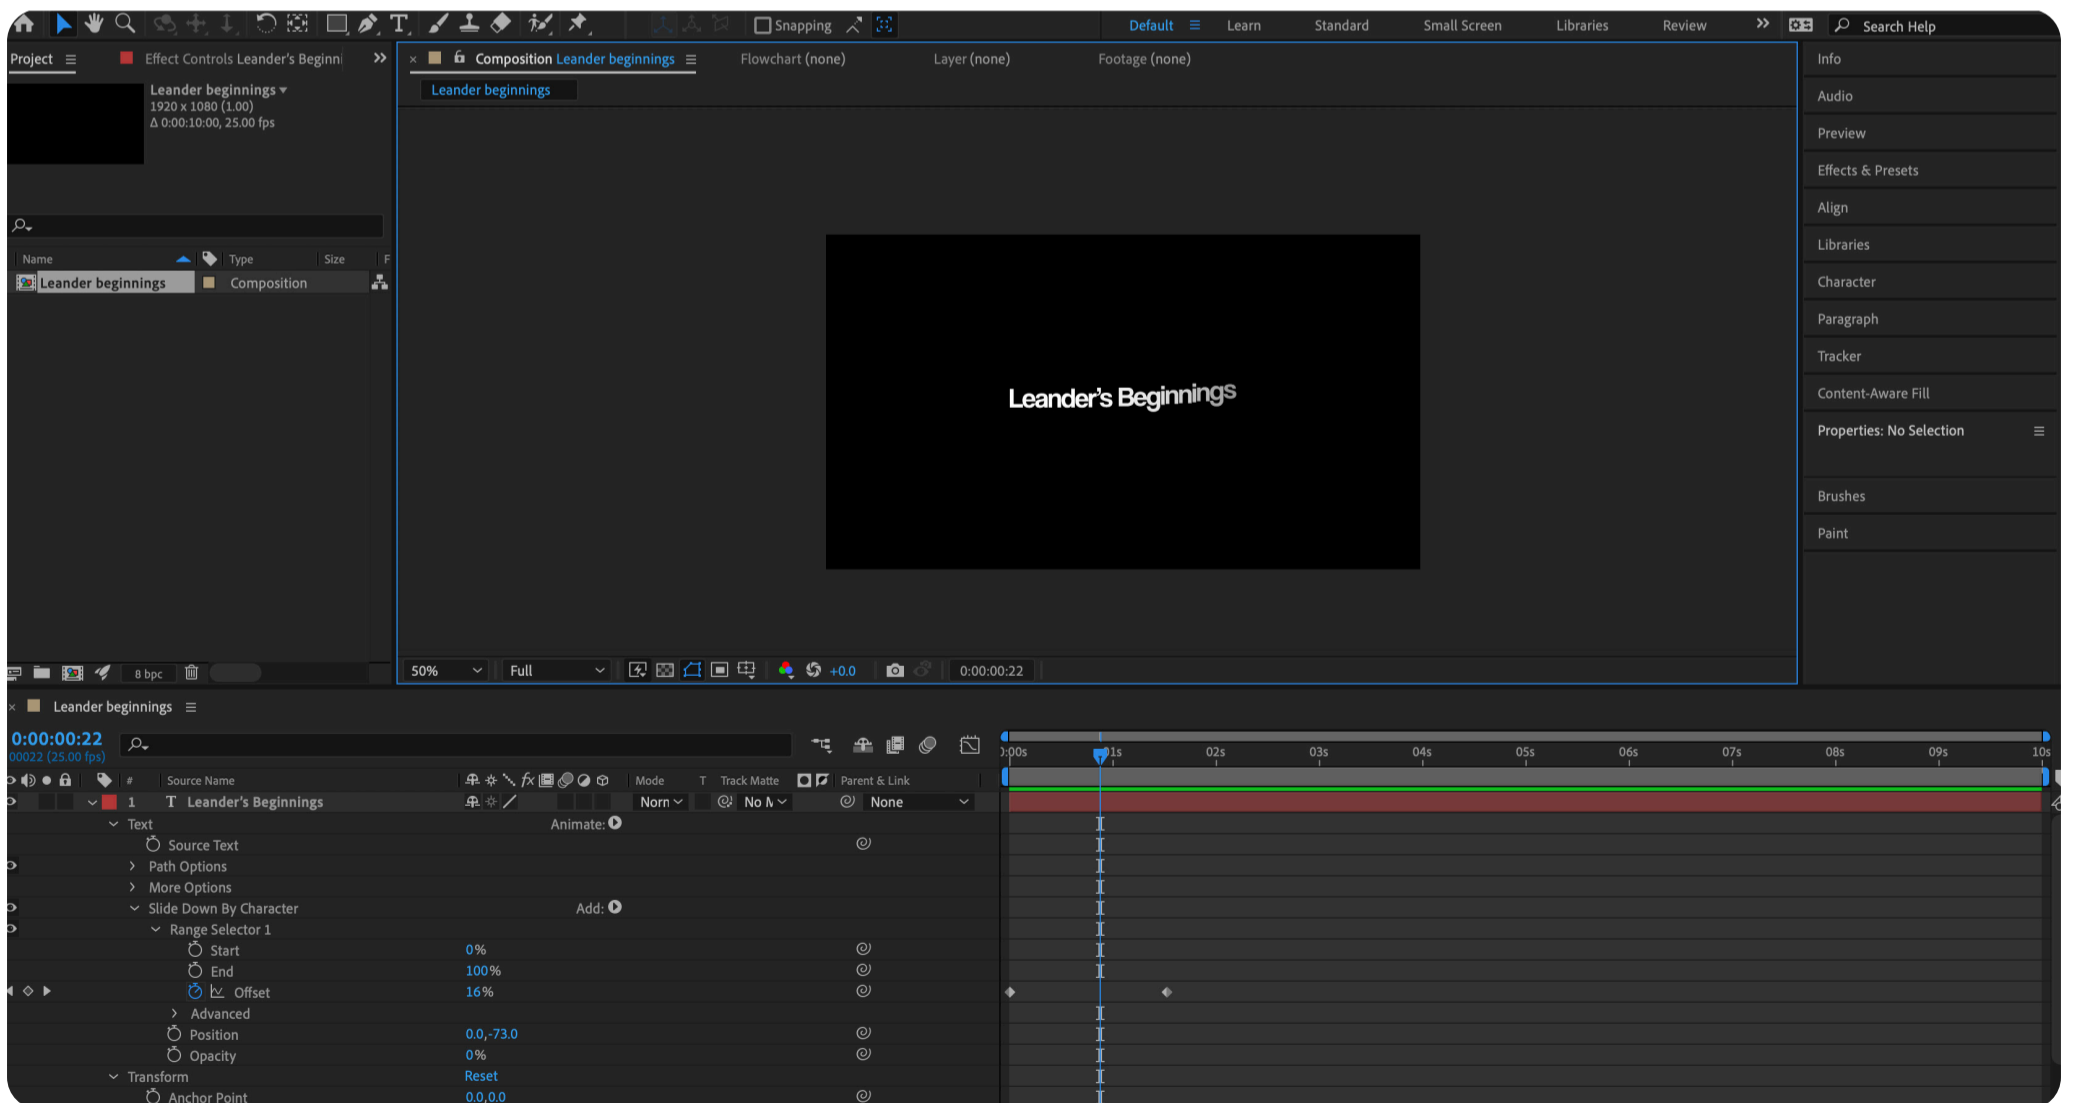 Snapping Default Learn Standard Small Screen Libraries Review Search Help
Project Effect Controls Leander's Beginni
Composition Leander beginnings Flowchart (none) Layer (none) Footage (none)
Leander beginnings
Leander beginnings
1920 x 1080 (1.00)
Δ 0:00:10:00, 25.00 fps
Name Type Size F
Leander beginnings Composition
8 bpc
Leander's Beginnings
50% Full +0.0 0:00:00:22
Info
Audio
Preview
Effects & Presets
Align
Libraries
Character
Paragraph
Tracker
Content-Aware Fill
Properties: No Selection
Brushes
Paint
Leander beginnings
0:00:00:22
00022 (25.00 fps)
):00s 01s 02s 03s 04s 05s 06s 07s 08s 09s 10s
# Source Name fx Mode T Track Matte Parent & Link
1 T Leander's Beginnings Norn No M None
Text Animate:
Source Text
Path Options
More Options
Slide Down By Character Add:
Range Selector 1
Start 0%
End 100%
Offset 16%
Advanced
Position 0.0,-73.0
Opacity 0%
Transform Reset
Anchor Point 0.0,0.0